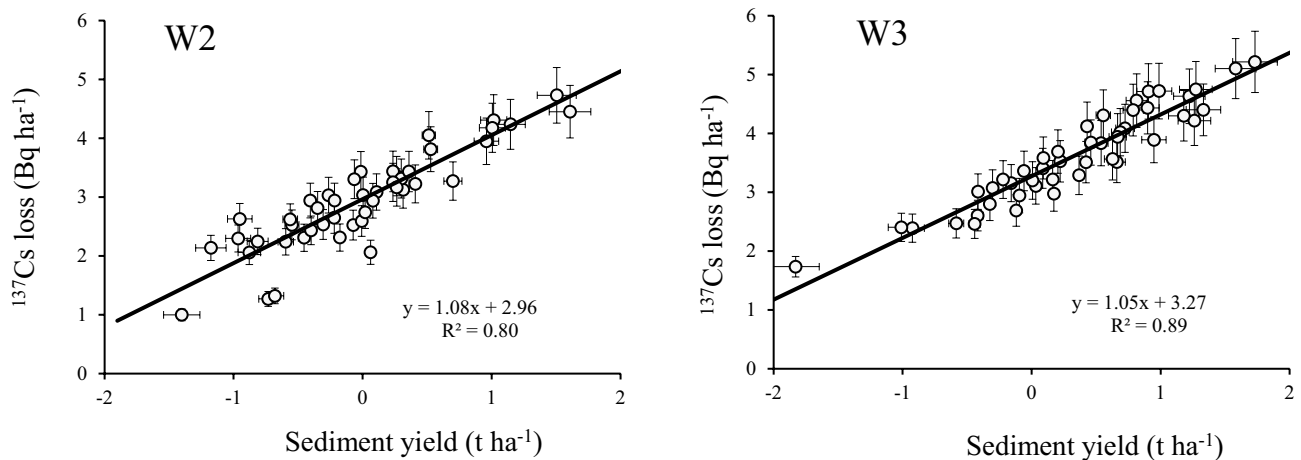 W2
¹³⁷Cs loss (Bq ha⁻¹)
6
5
4
3
2
1
0
y = 1.08x + 2.96
R² = 0.80
-2
-1
0
1
2
Sediment yield (t ha⁻¹)
W3
¹³⁷Cs loss (Bq ha⁻¹)
6
5
4
3
2
1
0
y = 1.05x + 3.27
R² = 0.89
-2
-1
0
1
2
Sediment yield (t ha⁻¹)